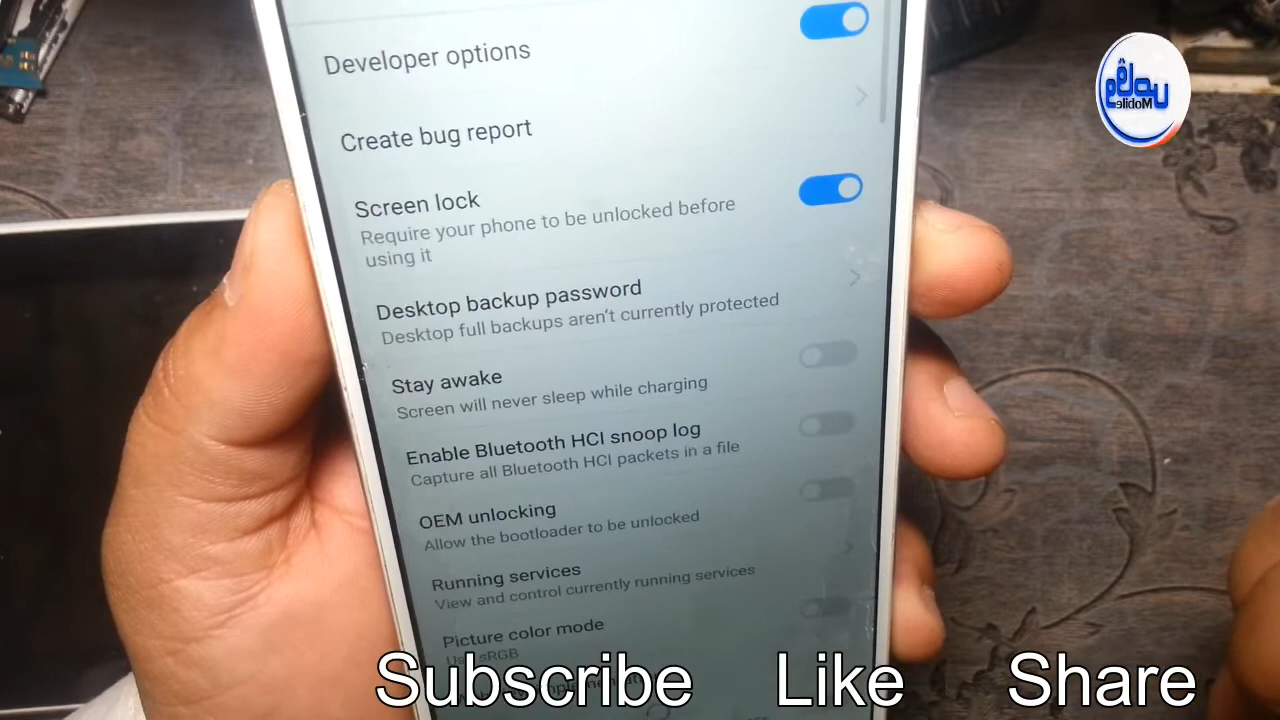 Developer options
Create bug report
Screen lock
Require your phone to be unlocked before
using it
Desktop backup password
Desktop full backups aren't currently protected
Stay awake
Screen will never sleep while charging
Enable Bluetooth HCI snoop log
Capture all Bluetooth HCI packets in a file
OEM unlocking
Allow the bootloader to be unlocked
Running services
View and control currently running services
Picture color mode
Use sRGB
Subscribe Like Share
Mobile